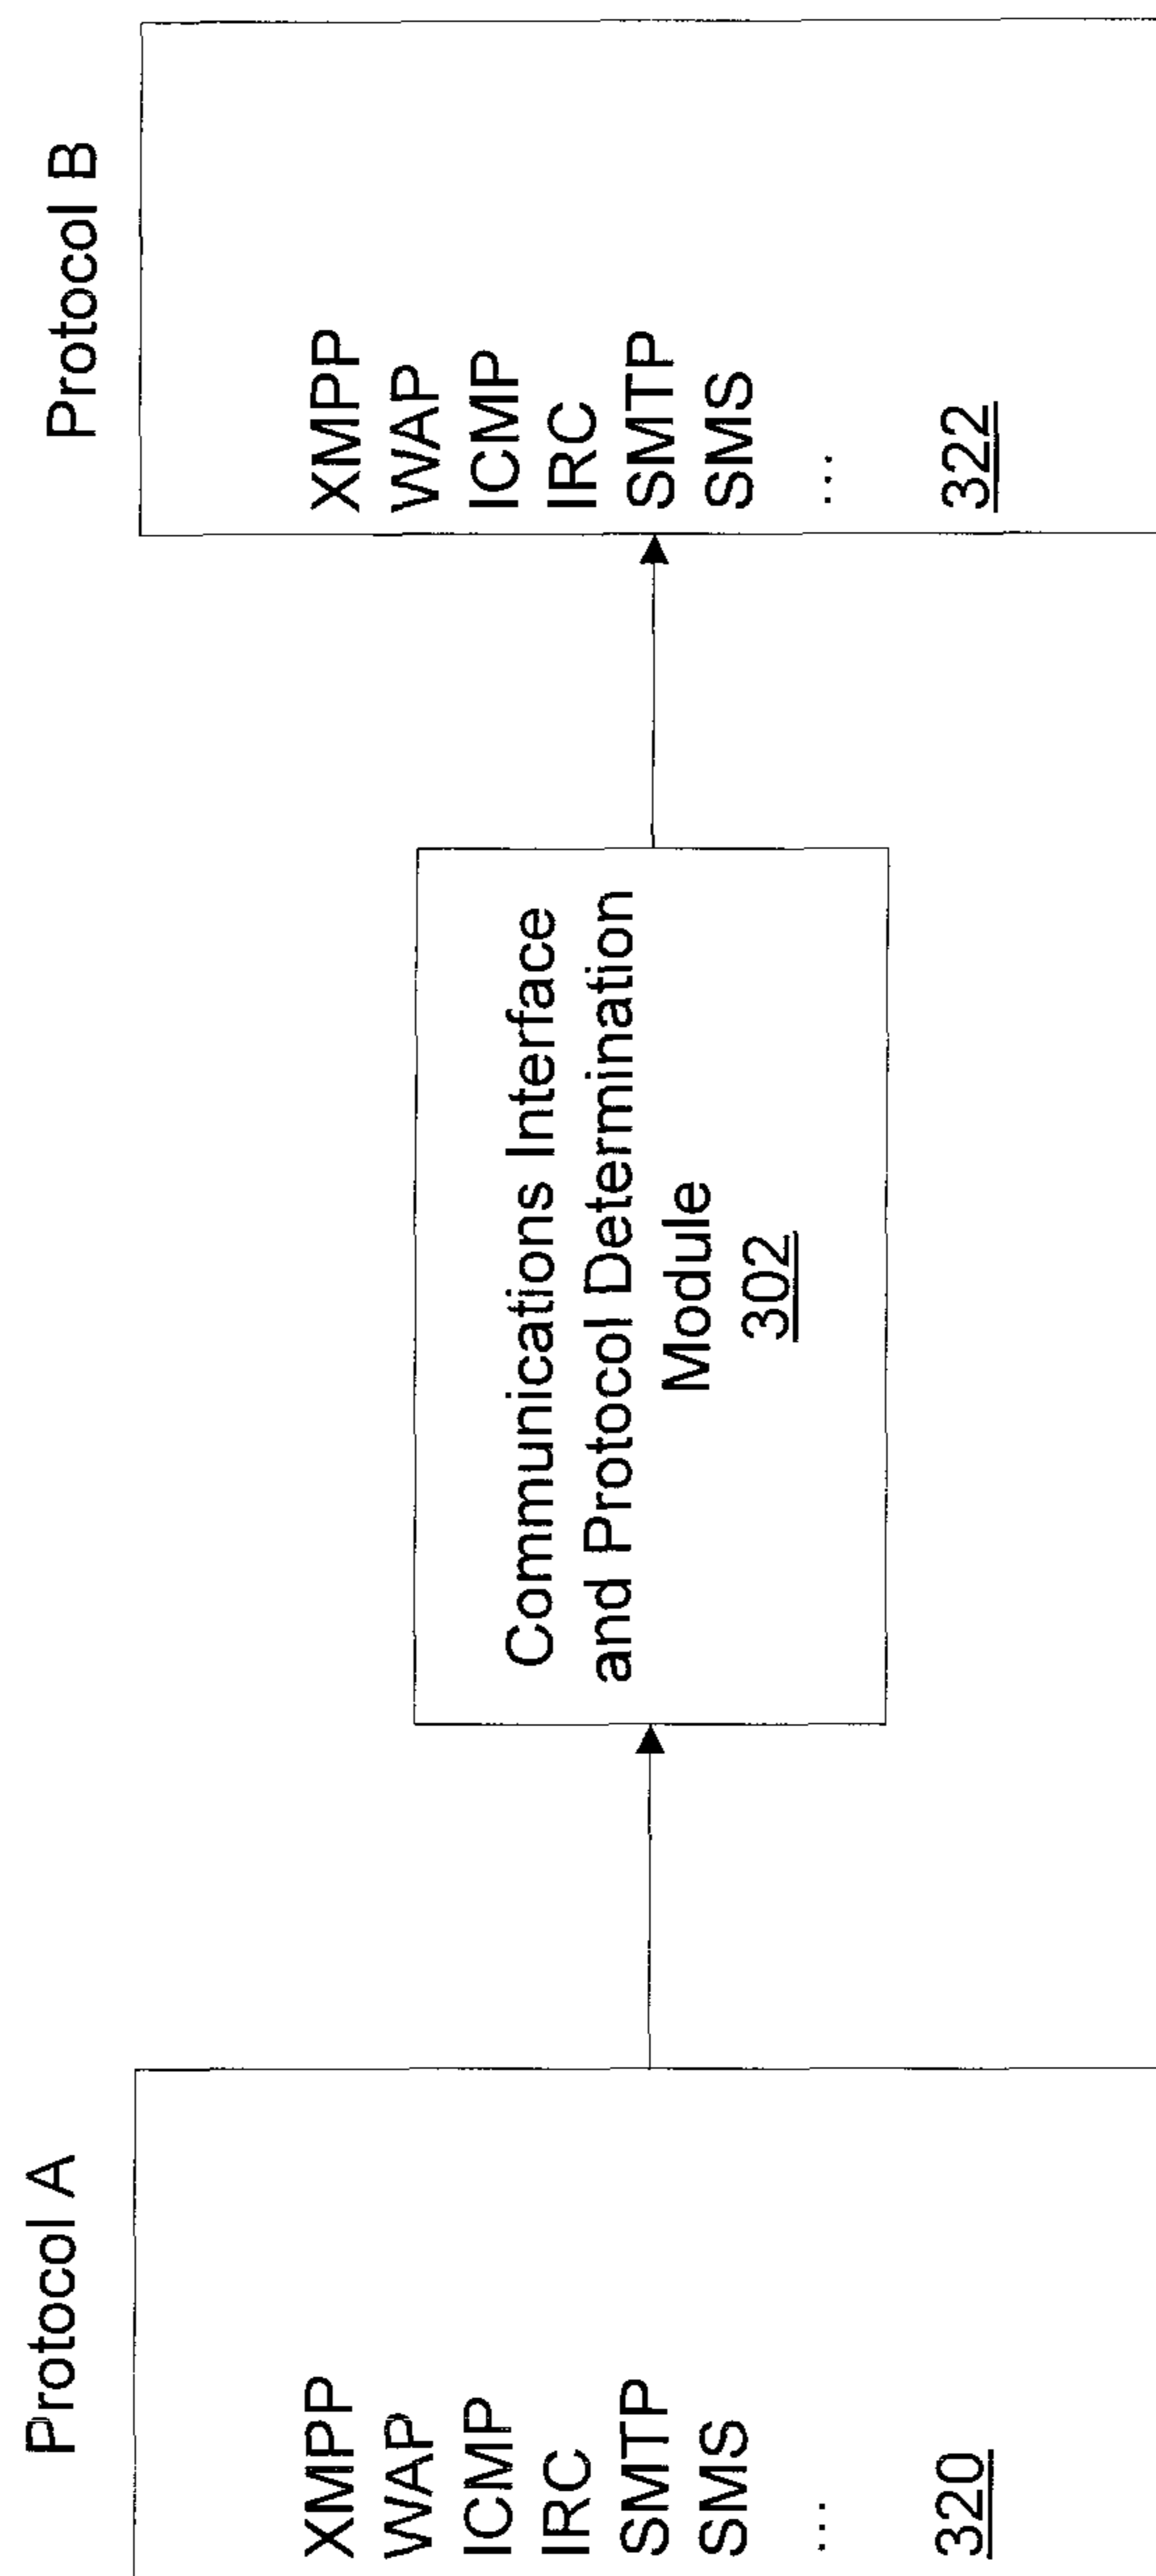 Protocol A
XMPP
WAP
ICMP
IRC
SMTP
SMS
...
320
Communications Interface
and Protocol Determination
Module
302
Protocol B
XMPP
WAP
ICMP
IRC
SMTP
SMS
...
322